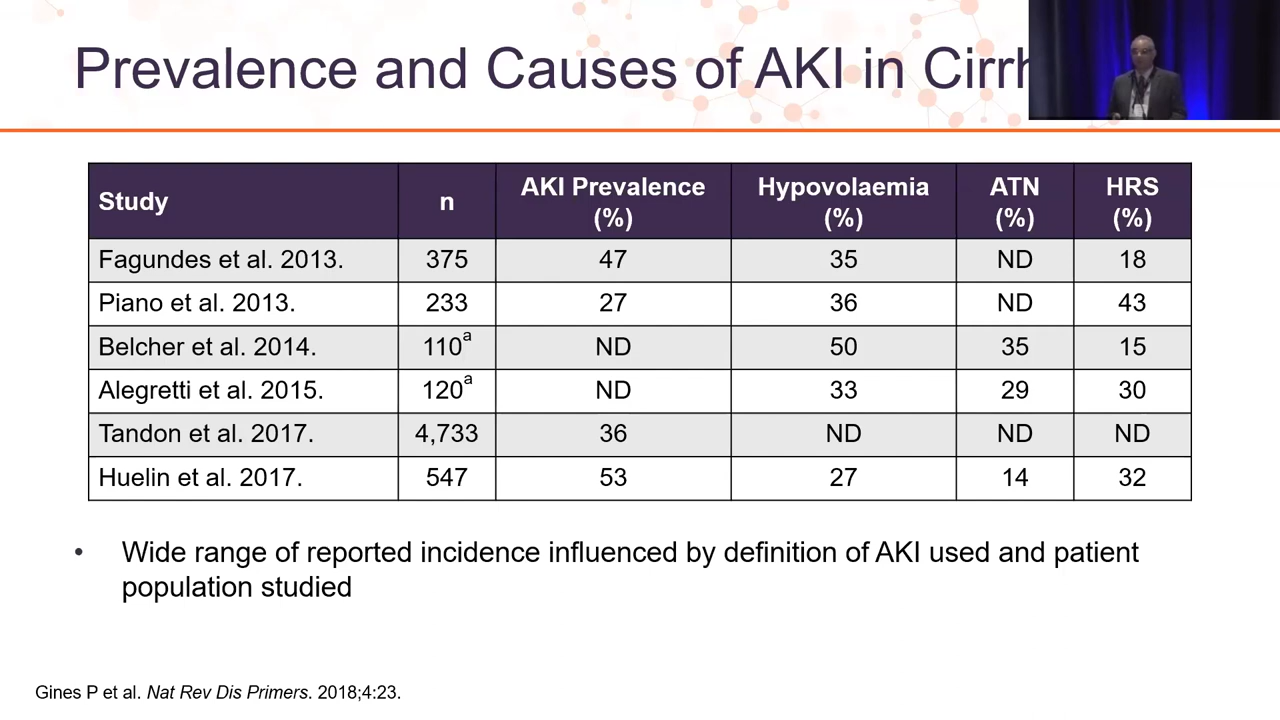 Prevalence and Causes of AKI in Cirrh
Study n AKI Prevalence (%) Hypovolaemia (%) ATN (%) HRS (%)
Fagundes et al. 2013. 375 47 35 ND 18
Piano et al. 2013. 233 27 36 ND 43
Belcher et al. 2014. 110a ND 50 35 15
Alegretti et al. 2015. 120a ND 33 29 30
Tandon et al. 2017. 4,733 36 ND ND ND
Huelin et al. 2017. 547 53 27 14 32
• Wide range of reported incidence influenced by definition of AKI used and patient
population studied
Gines P et al. Nat Rev Dis Primers. 2018;4:23.